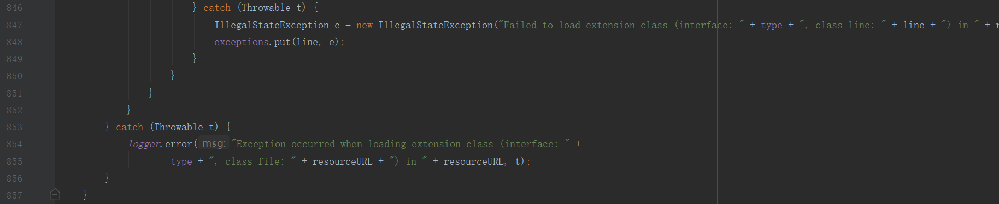 846 } catch (Throwable t) {
847 IllegalStateException e = new IllegalStateException("Failed to load extension class (interface: " + type + ", class line: " + line + ") in " + r
848 exceptions.put(line, e);
849 }
850 }
851 }
852 }
853 } catch (Throwable t) {
854 logger.error( msg: "Exception occurred when loading extension class (interface: " +
855 type + ", class file: " + resourceURL + ") in " + resourceURL, t);
856 }
857 }